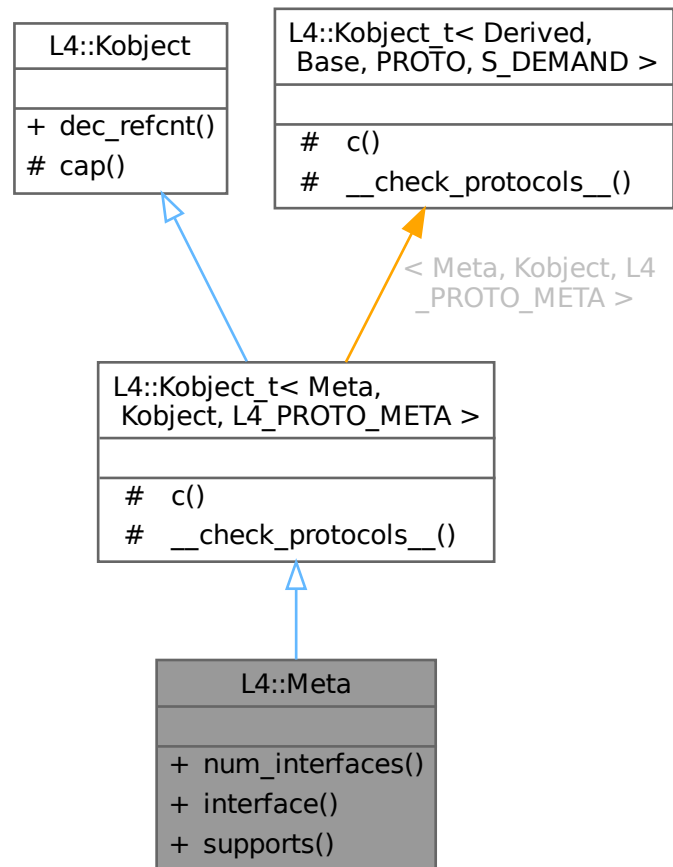 L4::Kobject
+ dec_refcnt()
# cap()
L4::Kobject_t< Derived,
Base, PROTO, S_DEMAND >
# c()
# __check_protocols__()
< Meta, Kobject, L4
_PROTO_META >
L4::Kobject_t< Meta,
Kobject, L4_PROTO_META >
# c()
# __check_protocols__()
L4::Meta
+ num_interfaces()
+ interface()
+ supports()